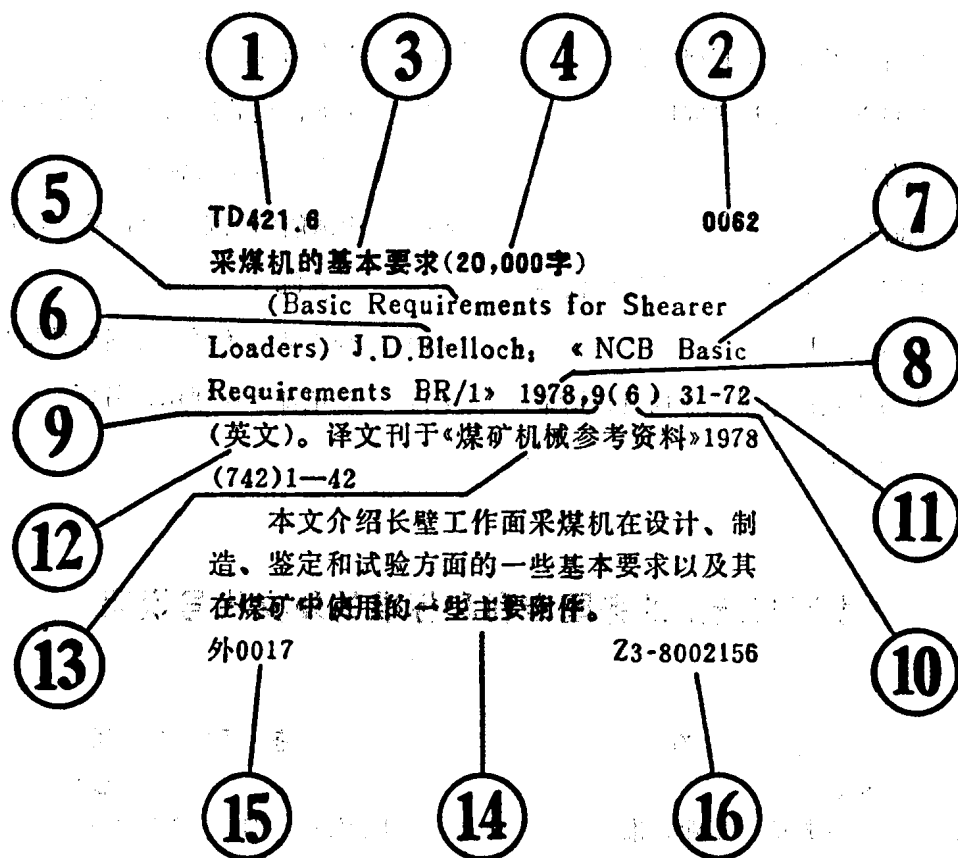 1 3 4 2
5 7
TD421.6 0062
采煤机的基本要求(20,000字)
(Basic Requirements for Shearer
6
Loaders) J.D.Blelloch, «NCB Basic
8
Requirements BR/1» 1978,9(6) 31-72
9
(英文)。译文刊于《煤矿机械参考资料》1978
(742)1—42
12 11
本文介绍长壁工作面采煤机在设计、制
造、鉴定和试验方面的一些基本要求以及其
在煤矿中使用的一些主要附件。
外0017 Z3-8002156
13 10
15 14 16